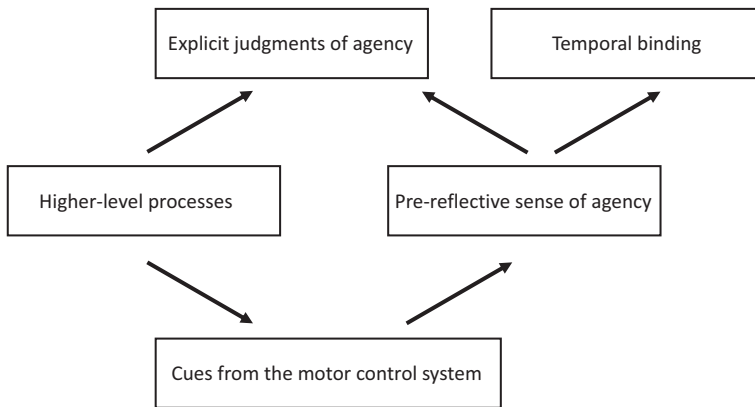 Explicit judgments of agency
Temporal binding
Higher-level processes
Pre-reflective sense of agency
Cues from the motor control system